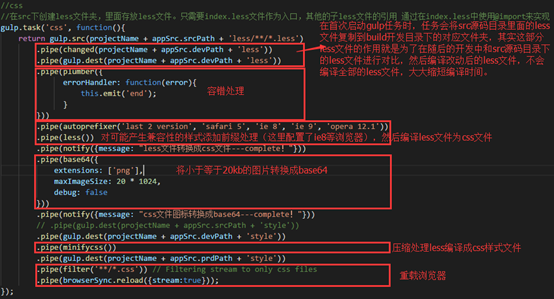 //css
//在src下创建less文件夹，里面存放less文件。只需要index.less文件作为入口，其他的子less文件的引用 通过在index.less中使用@import来实现
gulp.task('css', function(){
return gulp.src(projectName + appSrc.srcPath + 'less/**/*.less')
.pipe(changed(projectName + appSrc.devPath + 'less'))
.pipe(gulp.dest(projectName + appSrc.devPath + 'less'))
在首次启动gulp任务时，任务会将src源码目录里面的less文件复制到build开发目录下的对应文件夹，其实这部分less文件的作用就是为了在随后的开发中和src源码目录下的less文件进行对比，然后编译改动后的less文件，不会编译全部的less文件，大大缩短编译时间。
.pipe(plumber({
errorHandler: function(error){
this.emit('end');
}
}))
容错处理
.pipe(autoprefixer('last 2 version', 'safari 5', 'ie 8', 'ie 9', 'opera 12.1'))
.pipe(less()) 对可能产生兼容性的样式添加前缀处理（这里配置了ie8等浏览器），然后编译less文件为css文件
.pipe(notify({message: "less文件转换成css文件---complete！"}))
.pipe(base64({
extensions: ['png'],
maxImageSize: 20 * 1024,
debug: false
}))
将小于等于20kb的图片转换成base64
.pipe(notify({message: "css文件图标转换成base64---complete！"}))
// .pipe(gulp.dest(projectName + appSrc.srcPath + 'style'))
.pipe(gulp.dest(projectName + appSrc.devPath + 'style'))
.pipe(minifycss()) 压缩处理less编译成css样式文件
.pipe(gulp.dest(projectName + appSrc.prdPath + 'style'))
.pipe(filter('**/*.css')) // Filtering stream to only css files
.pipe(browserSync.reload({stream:true}));
重载浏览器
});